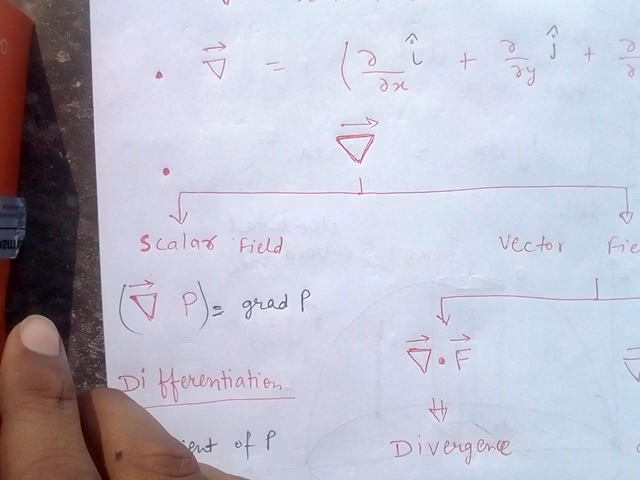 • ∇⃗ = (∂/∂x î + ∂/∂y ĵ +
∇⃗
•
Scalar Field Vector
(∇⃗ P) = grad P
∇⃗ . F⃗
Differentiation
⇓
of P Divergence